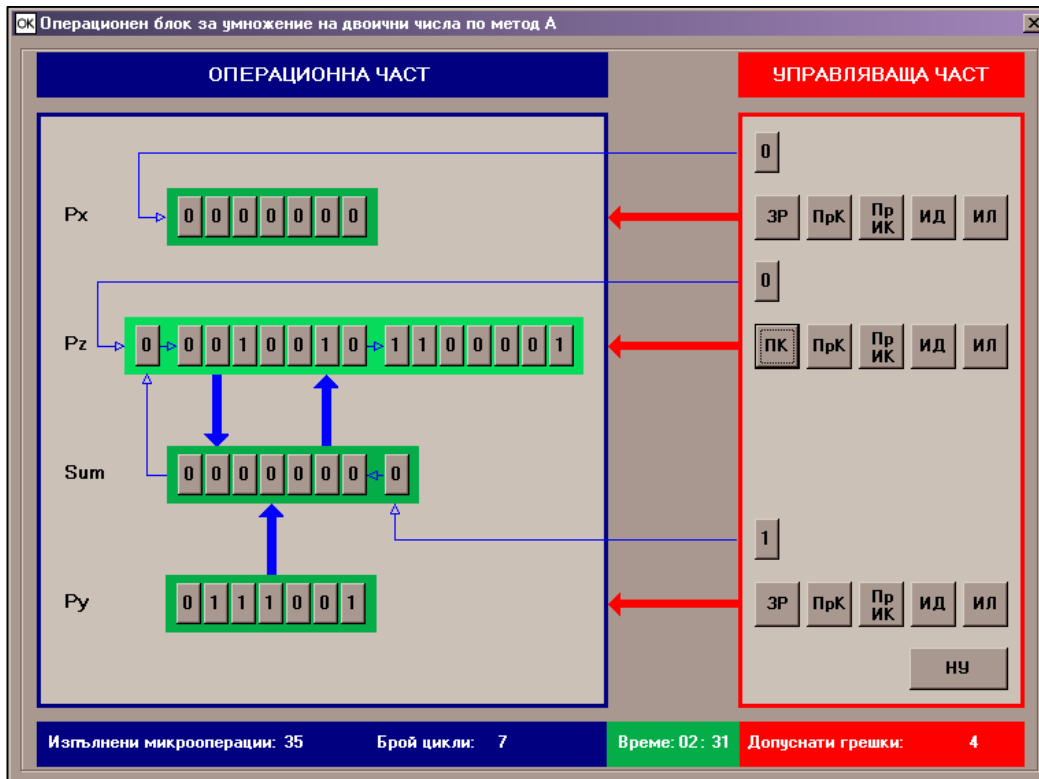 OK Операционен блок за умножение на двоични числа по метод А
ОПЕРАЦИОННА ЧАСТ
УПРАВЛЯВАЩА ЧАСТ
0
Px 0 0 0 0 0 0 0
ЗР ПрК Пр ИК ИД ИЛ
0
Pz 0 0 0 1 0 0 1 0 1 1 0 0 0 0 1
ПК ПрК Пр ИК ИД ИЛ
Sum 0 0 0 0 0 0 0 0
1
Py 0 1 1 1 0 0 1
ЗР ПрК Пр ИК ИД ИЛ
НУ
Изпълнени микрооперации: 35 Брой цикли: 7 Време: 02 : 31 Допуснати грешки: 4